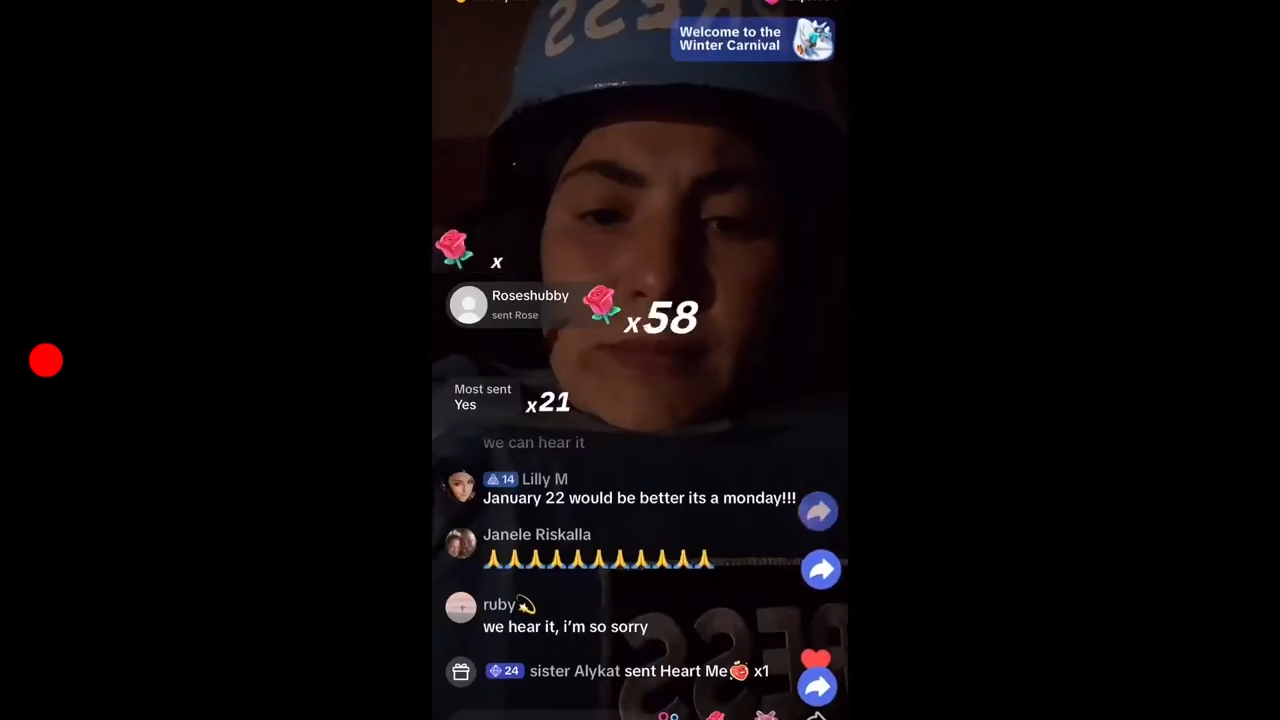 PRESS
Welcome to the
Winter Carnival
x
Roseshubby
sent Rose
x58
Most sent
Yes
x21
we can hear it
14 Lilly M
January 22 would be better its a monday!!!
Janele Riskalla
🙏🙏🙏🙏🙏🙏🙏🙏🙏🙏🙏
ruby💫
we hear it, i’m so sorry
PRESS
24 sister Alykat sent Heart Me x1